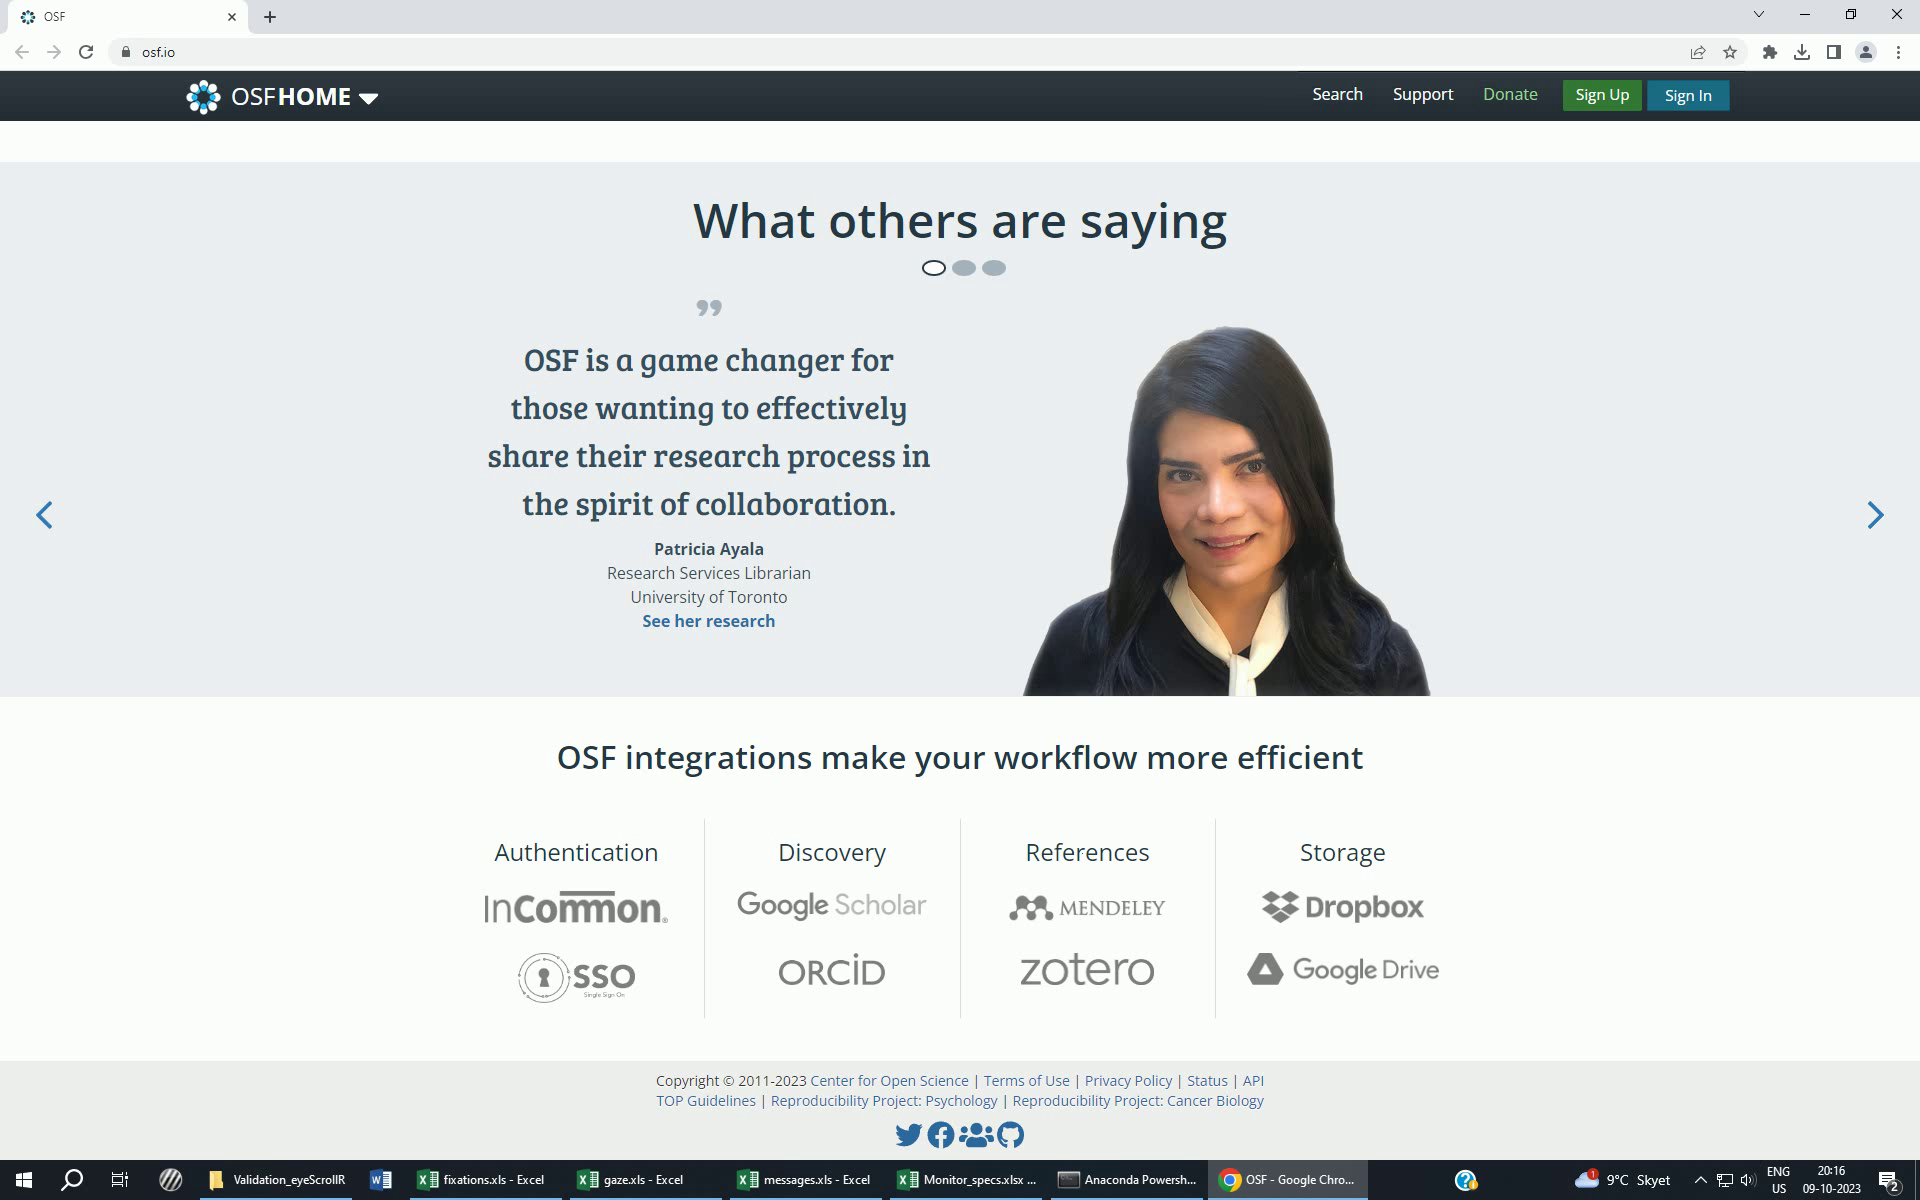 OSF
osf.io
OSFHOME
Search
Support
Donate
Sign Up
Sign In
What others are saying
”
OSF is a game changer for
those wanting to effectively
share their research process in
the spirit of collaboration.
Patricia Ayala
Research Services Librarian
University of Toronto
See her research
OSF integrations make your workflow more efficient
Authentication
InCommon®
SSO
Single Sign On
Discovery
Google Scholar
ORCID
References
MENDELEY
zotero
Storage
Dropbox
Google Drive
Copyright © 2011-2023 Center for Open Science | Terms of Use | Privacy Policy | Status | API
TOP Guidelines | Reproducibility Project: Psychology | Reproducibility Project: Cancer Biology
Validation_eyeScrollR
fixations.xls - Excel
gaze.xls - Excel
messages.xls - Excel
Monitor_specs.xlsx ...
Anaconda Powersh...
OSF - Google Chro...
1
9°C Skyet
ENG
US
20:16
09-10-2023
2